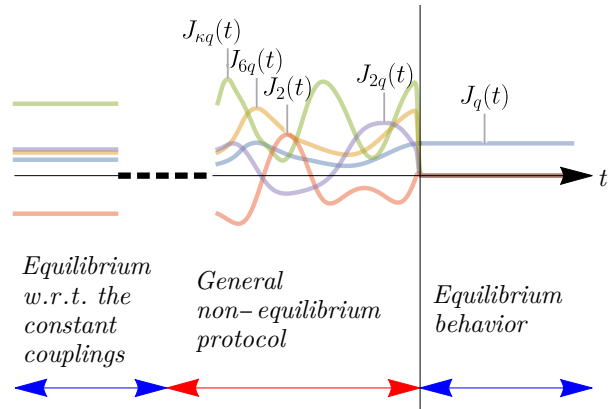 J_{κq}(t)
J_{6q}(t)
J_2(t)
J_{2q}(t)
J_q(t)
t
Equilibrium
w.r.t. the
constant
couplings
General
non-equilibrium
protocol
Equilibrium
behavior